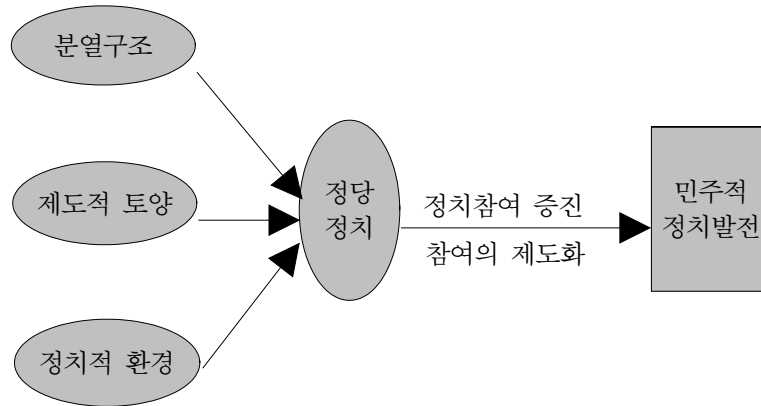 분열구조
제도적 토양
정치적 환경
정당
정치
정치참여 증진
참여의 제도화
민주적
정치발전